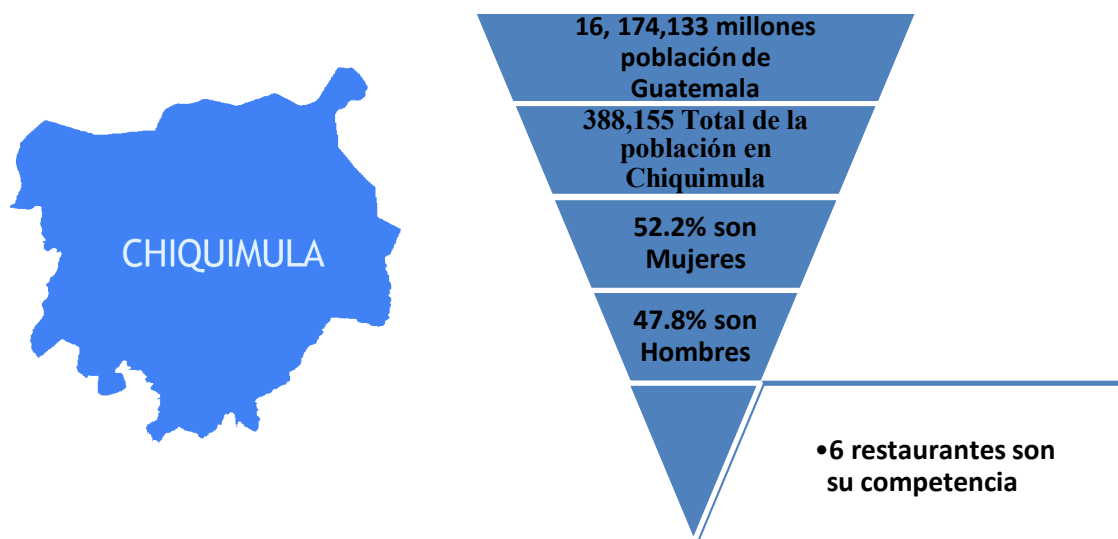 CHIQUIMULA
16, 174,133 millones
población de
Guatemala
388,155 Total de la
población en
Chiquimula
52.2% son
Mujeres
47.8% son
Hombres
•6 restaurantes son
su competencia